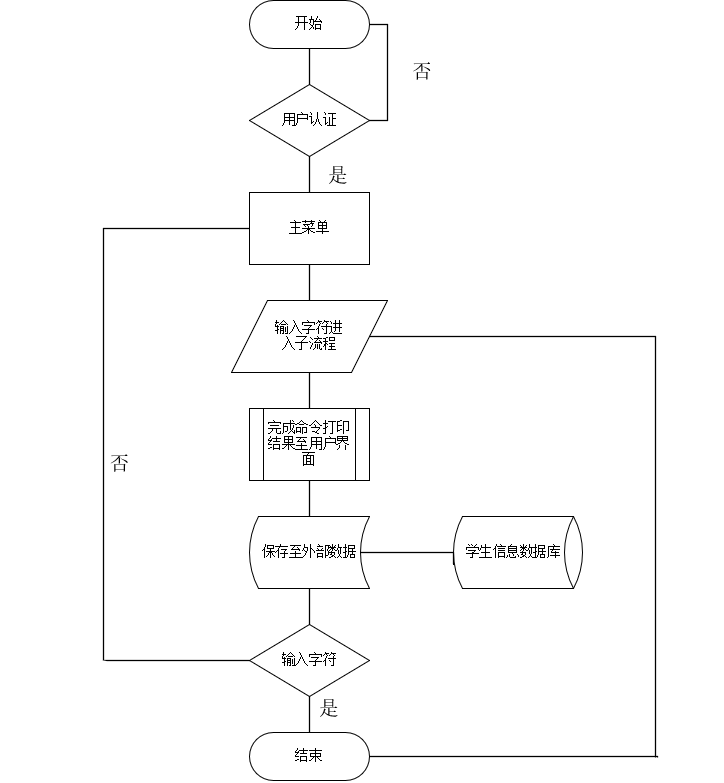 开始
否
用户认证
是
主菜单
输入字符进
入子流程
完成命令打印
结果至用户界
面
否
保存至外部数据
学生信息数据库
输入字符
是
结束